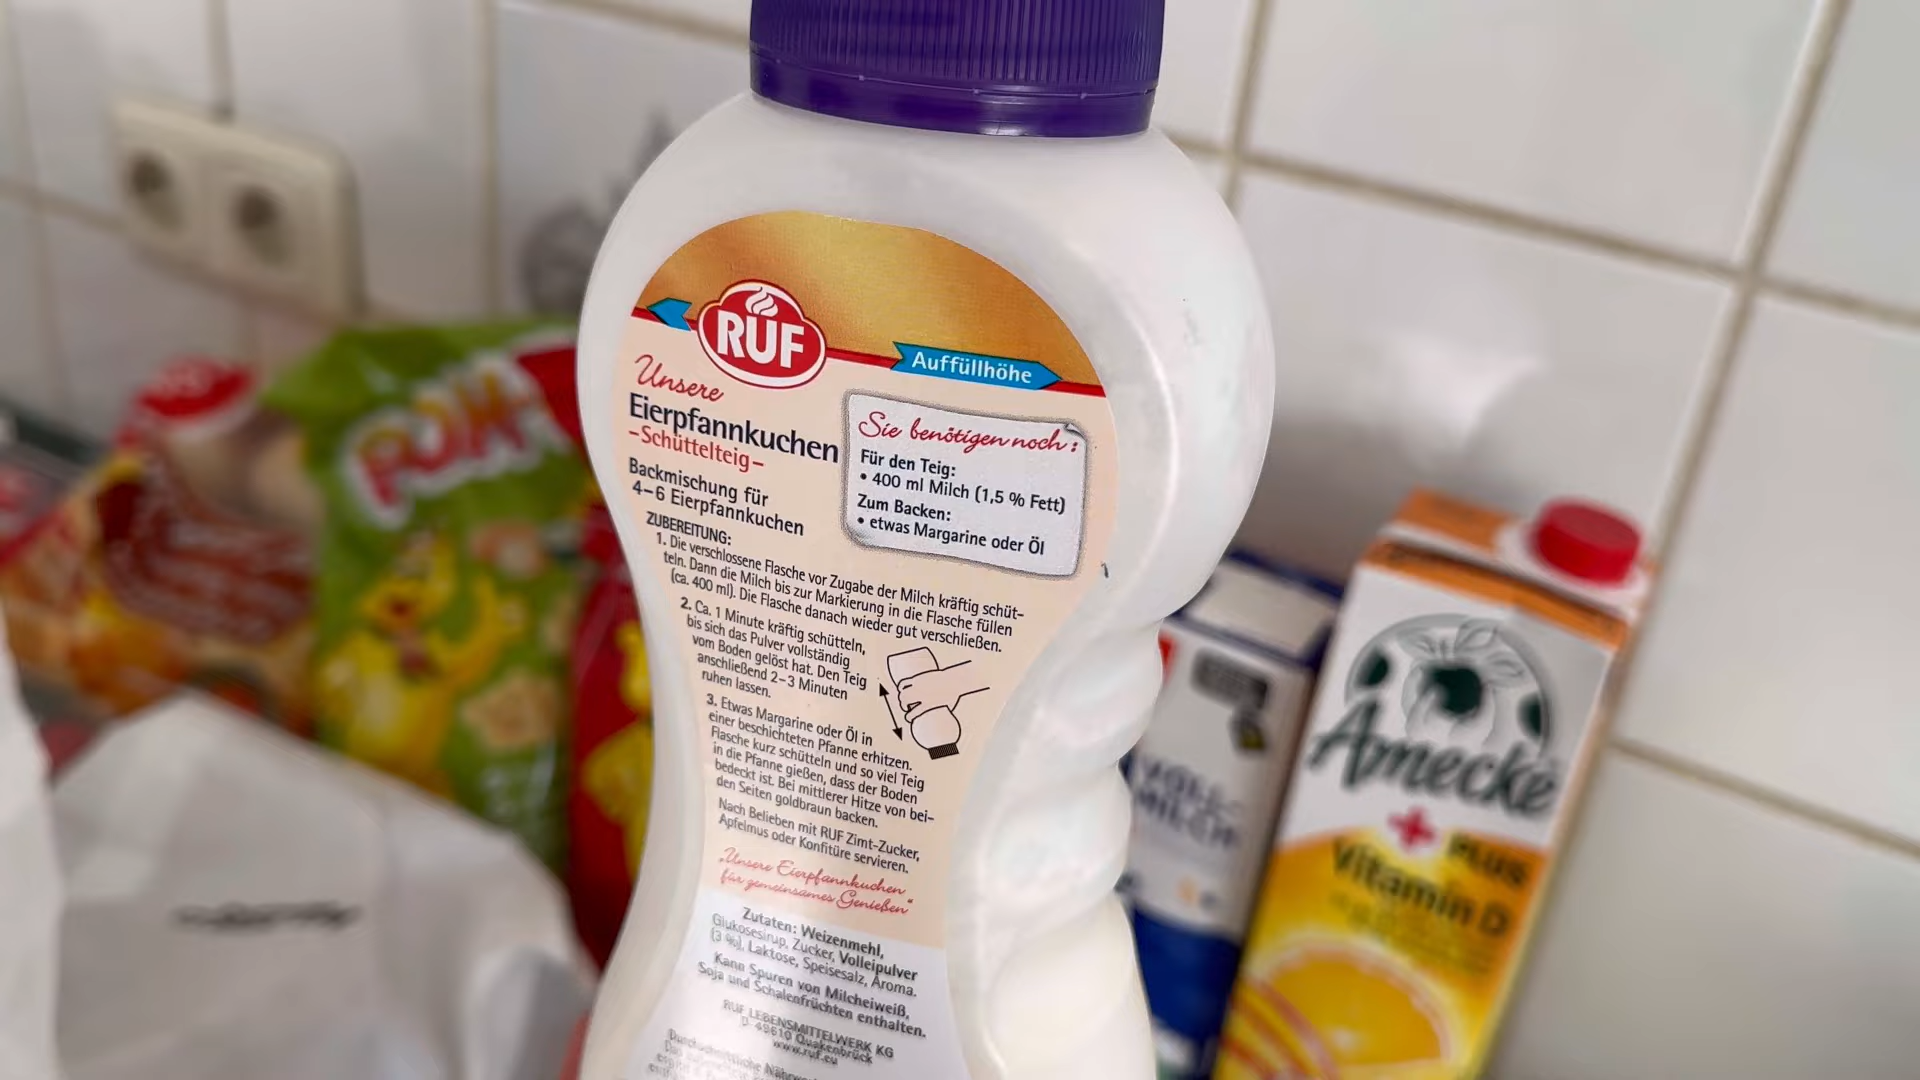 RUF
Auffüllhöhe
Unsere
Eierpfannkuchen
-Schüttelteig-
Backmischung für
4-6 Eierpfannkuchen
Sie benötigen noch:
Für den Teig:
• 400 ml Milch (1,5 % Fett)
Zum Backen:
• etwas Margarine oder Öl
ZUBEREITUNG:
1. Die verschlossene Flasche vor Zugabe der Milch kräftig schüt-
teln. Dann die Milch bis zur Markierung in die Flasche füllen
(ca. 400 ml). Die Flasche danach wieder gut verschließen.
2. Ca. 1 Minute kräftig schütteln,
bis sich das Pulver vollständig
vom Boden gelöst hat. Den Teig
anschließend 2-3 Minuten
ruhen lassen.
3. Etwas Margarine oder Öl in
einer beschichteten Pfanne erhitzen.
Flasche kurz schütteln und so viel Teig
in die Pfanne gießen, dass der Boden
bedeckt ist. Bei mittlerer Hitze von bei-
den Seiten goldbraun backen.
Nach Belieben mit RUF Zimt-Zucker,
Apfelmus oder Konfitüre servieren.
„Unsere Eierpfannkuchen
für gemeinsames Genießen"
Zutaten: Weizenmehl,
Glukosesirup, Zucker, Volleipulver
(3 %), Laktose, Speisesalz, Aroma.
Kann Spuren von Milcheiweiß,
Soja und Schalenfrüchten enthalten.
RUF LEBENSMITTELWERK KG
D-49610 Quakenbrück
www.ruf.eu
Durchschnittliche
VOLL-
MILCH
Amecke
+ PLUS
Vitamin D